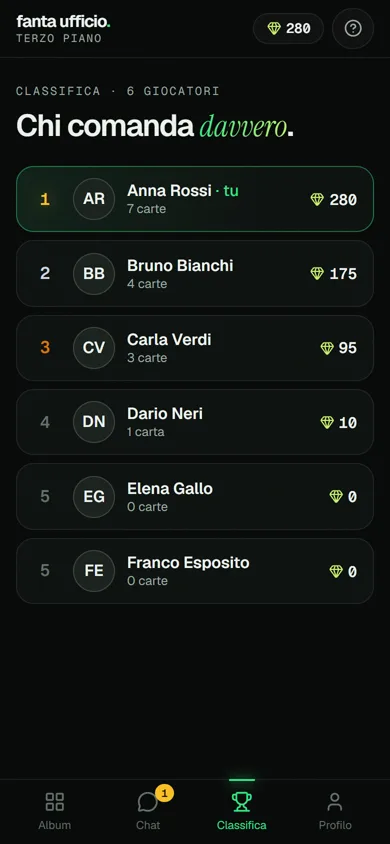 fanta ufficio.
TERZO PIANO
280
CLASSIFICA · 6 GIOCATORI
Chi comanda davvero.
1
AR
Anna Rossi · tu
7 carte
280
2
BB
Bruno Bianchi
4 carte
175
3
CV
Carla Verdi
3 carte
95
4
DN
Dario Neri
1 carta
10
5
EG
Elena Gallo
0 carte
0
5
FE
Franco Esposito
0 carte
0
1
Album
Chat
Classifica
Profilo